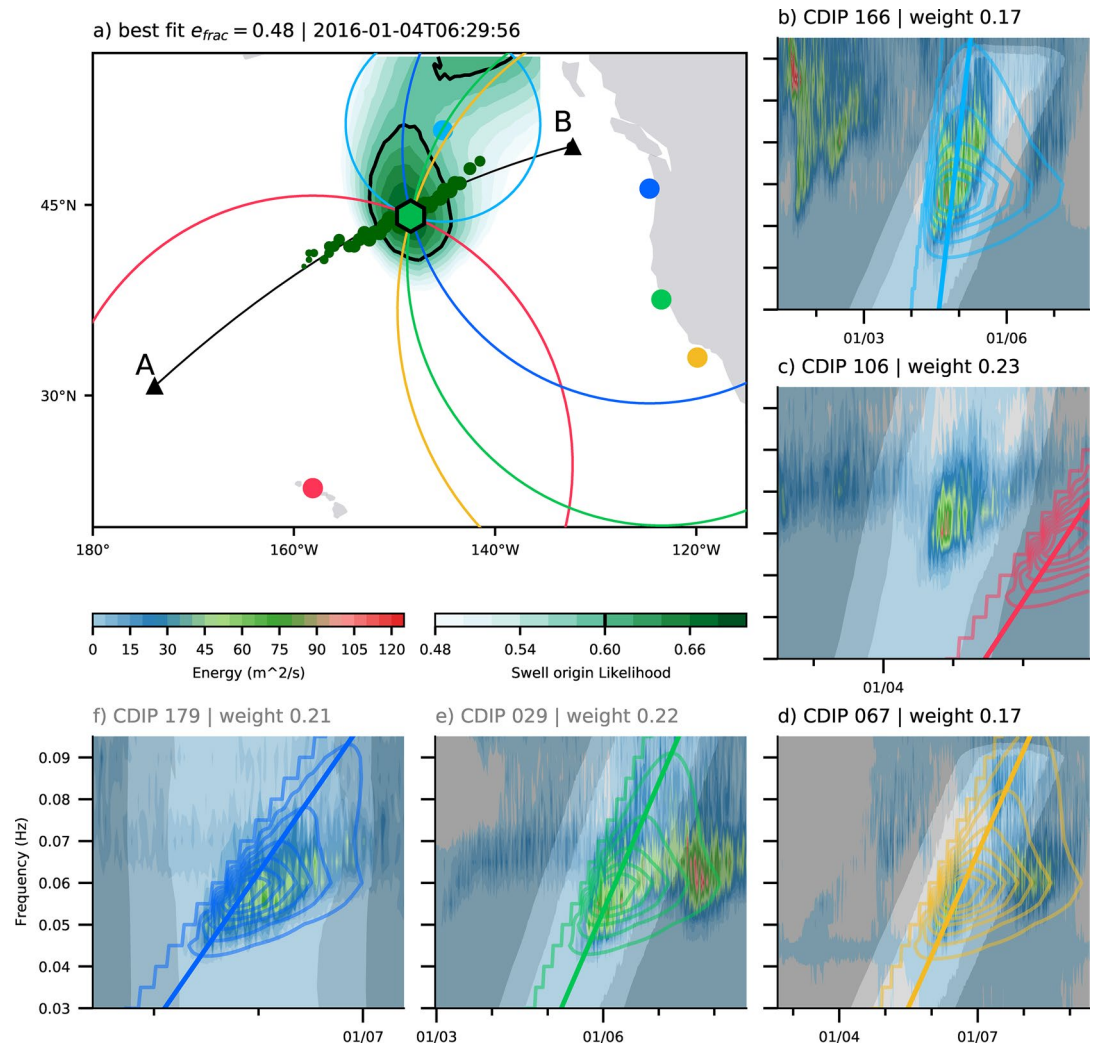 a) best fit e_frac = 0.48 | 2016-01-04T06:29:56
A
B
45°N
30°N
180°
160°W
140°W
120°W
0 15 30 45 60 75 90 105 120
Energy (m^2/s)
0.48 0.54 0.60 0.66
Swell origin Likelihood
b) CDIP 166 | weight 0.17
01/03 01/06
c) CDIP 106 | weight 0.23
01/04
f) CDIP 179 | weight 0.21
0.09
0.08
0.07
0.06
0.05
0.04
0.03
Frequency (Hz)
01/07
e) CDIP 029 | weight 0.22
01/03 01/06
d) CDIP 067 | weight 0.17
01/04 01/07